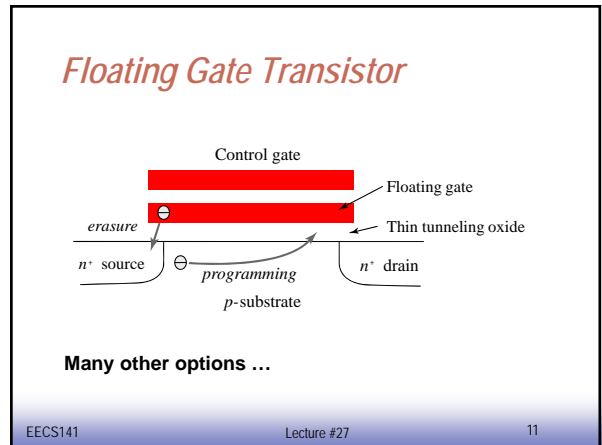 Floating Gate Transistor
Control gate
Floating gate
erasure
Thin tunneling oxide
n+ source
programming
n+ drain
p-substrate
Many other options …
EECS141
Lecture #27
11